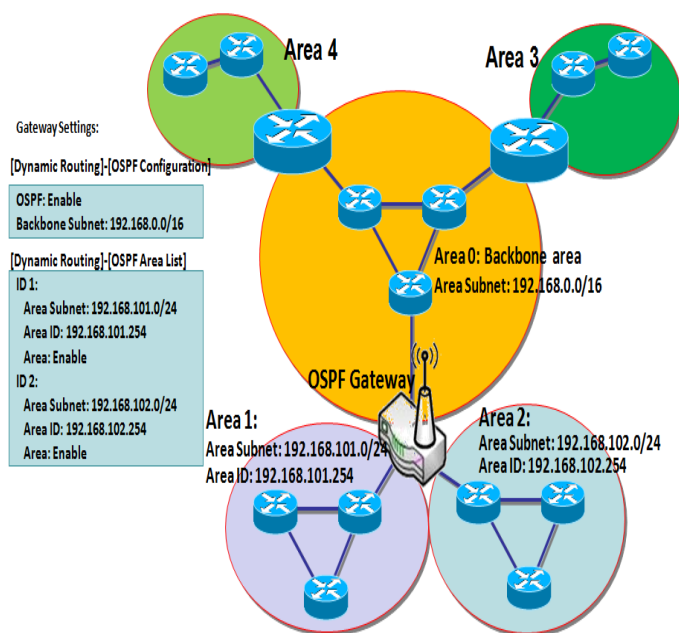 Area 4
Area 3
Gateway Settings:
[Dynamic Routing]-[OSPF Configuration]
OSPF: Enable
Backbone Subnet: 192.168.0.0/16
[Dynamic Routing]-[OSPF Area List]
ID 1:
Area Subnet: 192.168.101.0/24
Area ID: 192.168.101.254
Area: Enable
ID 2:
Area Subnet: 192.168.102.0/24
Area ID: 192.168.102.254
Area: Enable
Area 0: Backbone area
Area Subnet: 192.168.0.0/16
OSPF Gateway
Area 1:
Area Subnet: 192.168.101.0/24
Area ID: 192.168.101.254
Area 2:
Area Subnet: 192.168.102.0/24
Area ID: 192.168.102.254